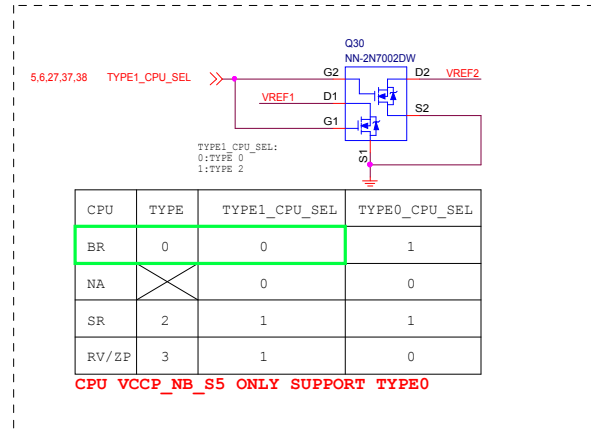 Q30
NN-2N7002DW
5,6,27,37,38 TYPE1_CPU_SEL G2 D2 VREF2
VREF1 D1 S2
G1
TYPE1_CPU_SEL:
0:TYPE 0
1:TYPE 2
S1
CPU TYPE TYPE1_CPU_SEL TYPE0_CPU_SEL
BR 0 0 1
NA 0 0
SR 2 1 1
RV/ZP 3 1 0
CPU VCCP_NB_S5 ONLY SUPPORT TYPE0